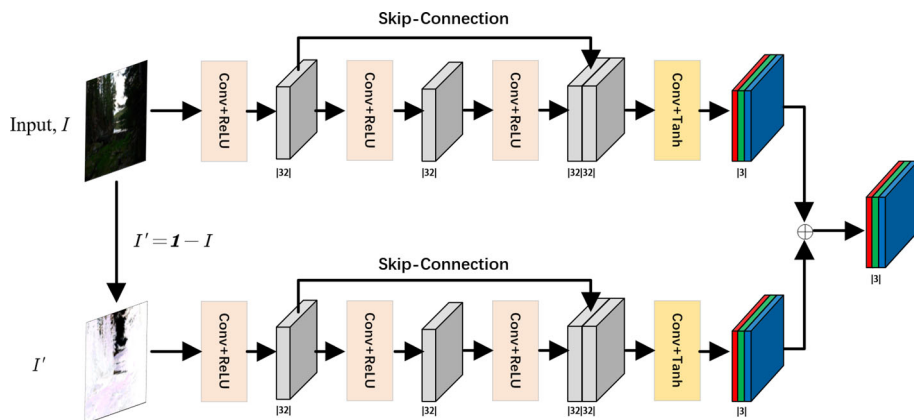 Skip-Connection
Input, I
Conv+ReLU
|32|
Conv+ReLU
|32|
Conv+ReLU
|32|32|
Conv+Tanh
|3|
I' = 1 − I
|3|
Skip-Connection
I'
Conv+ReLU
|32|
Conv+ReLU
|32|
Conv+ReLU
|32|32|
Conv+Tanh
|3|